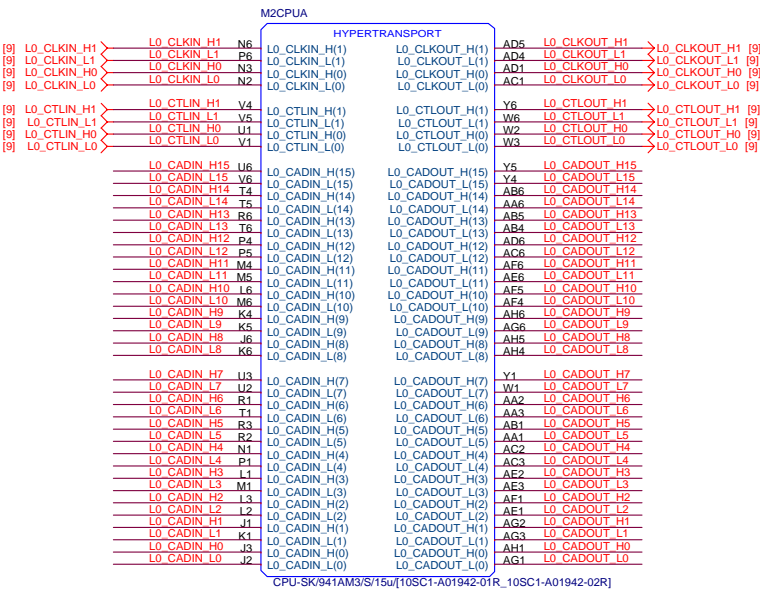 M2CPUA
HYPERTRANSPORT
[9] L0_CLKIN_H1 L0_CLKIN_H1 N6 L0_CLKIN_H(1) L0_CLKOUT_H(1) AD5 L0_CLKOUT_H1 L0_CLKOUT_H1 [9]
[9] L0_CLKIN_L1 L0_CLKIN_L1 P6 L0_CLKIN_L(1) L0_CLKOUT_L(1) AD4 L0_CLKOUT_L1 L0_CLKOUT_L1 [9]
[9] L0_CLKIN_H0 L0_CLKIN_H0 N3 L0_CLKIN_H(0) L0_CLKOUT_H(0) AD1 L0_CLKOUT_H0 L0_CLKOUT_H0 [9]
[9] L0_CLKIN_L0 L0_CLKIN_L0 N2 L0_CLKIN_L(0) L0_CLKOUT_L(0) AC1 L0_CLKOUT_L0 L0_CLKOUT_L0 [9]
[9] L0_CTLIN_H1 L0_CTLIN_H1 V4 L0_CTLIN_H(1) L0_CTLOUT_H(1) Y6 L0_CTLOUT_H1 L0_CTLOUT_H1 [9]
[9] L0_CTLIN_L1 L0_CTLIN_L1 V5 L0_CTLIN_L(1) L0_CTLOUT_L(1) W6 L0_CTLOUT_L1 L0_CTLOUT_L1 [9]
[9] L0_CTLIN_H0 L0_CTLIN_H0 U1 L0_CTLIN_H(0) L0_CTLOUT_H(0) W2 L0_CTLOUT_H0 L0_CTLOUT_H0 [9]
[9] L0_CTLIN_L0 L0_CTLIN_L0 V1 L0_CTLIN_L(0) L0_CTLOUT_L(0) W3 L0_CTLOUT_L0 L0_CTLOUT_L0 [9]
L0_CADIN_H15 U6 L0_CADIN_H(15) L0_CADOUT_H(15) Y5 L0_CADOUT_H15
L0_CADIN_L15 V6 L0_CADIN_L(15) L0_CADOUT_L(15) Y4 L0_CADOUT_L15
L0_CADIN_H14 T4 L0_CADIN_H(14) L0_CADOUT_H(14) AB6 L0_CADOUT_H14
L0_CADIN_L14 T5 L0_CADIN_L(14) L0_CADOUT_L(14) AA6 L0_CADOUT_L14
L0_CADIN_H13 R6 L0_CADIN_H(13) L0_CADOUT_H(13) AB5 L0_CADOUT_H13
L0_CADIN_L13 T6 L0_CADIN_L(13) L0_CADOUT_L(13) AB4 L0_CADOUT_L13
L0_CADIN_H12 P4 L0_CADIN_H(12) L0_CADOUT_H(12) AD6 L0_CADOUT_H12
L0_CADIN_L12 P5 L0_CADIN_L(12) L0_CADOUT_L(12) AC6 L0_CADOUT_L12
L0_CADIN_H11 M4 L0_CADIN_H(11) L0_CADOUT_H(11) AF6 L0_CADOUT_H11
L0_CADIN_L11 M5 L0_CADIN_L(11) L0_CADOUT_L(11) AE6 L0_CADOUT_L11
L0_CADIN_H10 L6 L0_CADIN_H(10) L0_CADOUT_H(10) AF5 L0_CADOUT_H10
L0_CADIN_L10 M6 L0_CADIN_L(10) L0_CADOUT_L(10) AF4 L0_CADOUT_L10
L0_CADIN_H9 K4 L0_CADIN_H(9) L0_CADOUT_H(9) AH6 L0_CADOUT_H9
L0_CADIN_L9 K5 L0_CADIN_L(9) L0_CADOUT_L(9) AG6 L0_CADOUT_L9
L0_CADIN_H8 J6 L0_CADIN_H(8) L0_CADOUT_H(8) AH5 L0_CADOUT_H8
L0_CADIN_L8 K6 L0_CADIN_L(8) L0_CADOUT_L(8) AH4 L0_CADOUT_L8
L0_CADIN_H7 U3 L0_CADIN_H(7) L0_CADOUT_H(7) Y1 L0_CADOUT_H7
L0_CADIN_L7 U2 L0_CADIN_L(7) L0_CADOUT_L(7) W1 L0_CADOUT_L7
L0_CADIN_H6 R1 L0_CADIN_H(6) L0_CADOUT_H(6) AA2 L0_CADOUT_H6
L0_CADIN_L6 T1 L0_CADIN_L(6) L0_CADOUT_L(6) AA3 L0_CADOUT_L6
L0_CADIN_H5 R3 L0_CADIN_H(5) L0_CADOUT_H(5) AB1 L0_CADOUT_H5
L0_CADIN_L5 R2 L0_CADIN_L(5) L0_CADOUT_L(5) AA1 L0_CADOUT_L5
L0_CADIN_H4 N1 L0_CADIN_H(4) L0_CADOUT_H(4) AC2 L0_CADOUT_H4
L0_CADIN_L4 P1 L0_CADIN_L(4) L0_CADOUT_L(4) AC3 L0_CADOUT_L4
L0_CADIN_H3 L1 L0_CADIN_H(3) L0_CADOUT_H(3) AE2 L0_CADOUT_H3
L0_CADIN_L3 M1 L0_CADIN_L(3) L0_CADOUT_L(3) AE3 L0_CADOUT_L3
L0_CADIN_H2 L3 L0_CADIN_H(2) L0_CADOUT_H(2) AF1 L0_CADOUT_H2
L0_CADIN_L2 L2 L0_CADIN_L(2) L0_CADOUT_L(2) AE1 L0_CADOUT_L2
L0_CADIN_H1 J1 L0_CADIN_H(1) L0_CADOUT_H(1) AG2 L0_CADOUT_H1
L0_CADIN_L1 K1 L0_CADIN_L(1) L0_CADOUT_L(1) AG3 L0_CADOUT_L1
L0_CADIN_H0 J3 L0_CADIN_H(0) L0_CADOUT_H(0) AH1 L0_CADOUT_H0
L0_CADIN_L0 J2 L0_CADIN_L(0) L0_CADOUT_L(0) AG1 L0_CADOUT_L0
CPU-SK/941AM3/S/15u/[10SC1-A01942-01R_10SC1-A01942-02R]